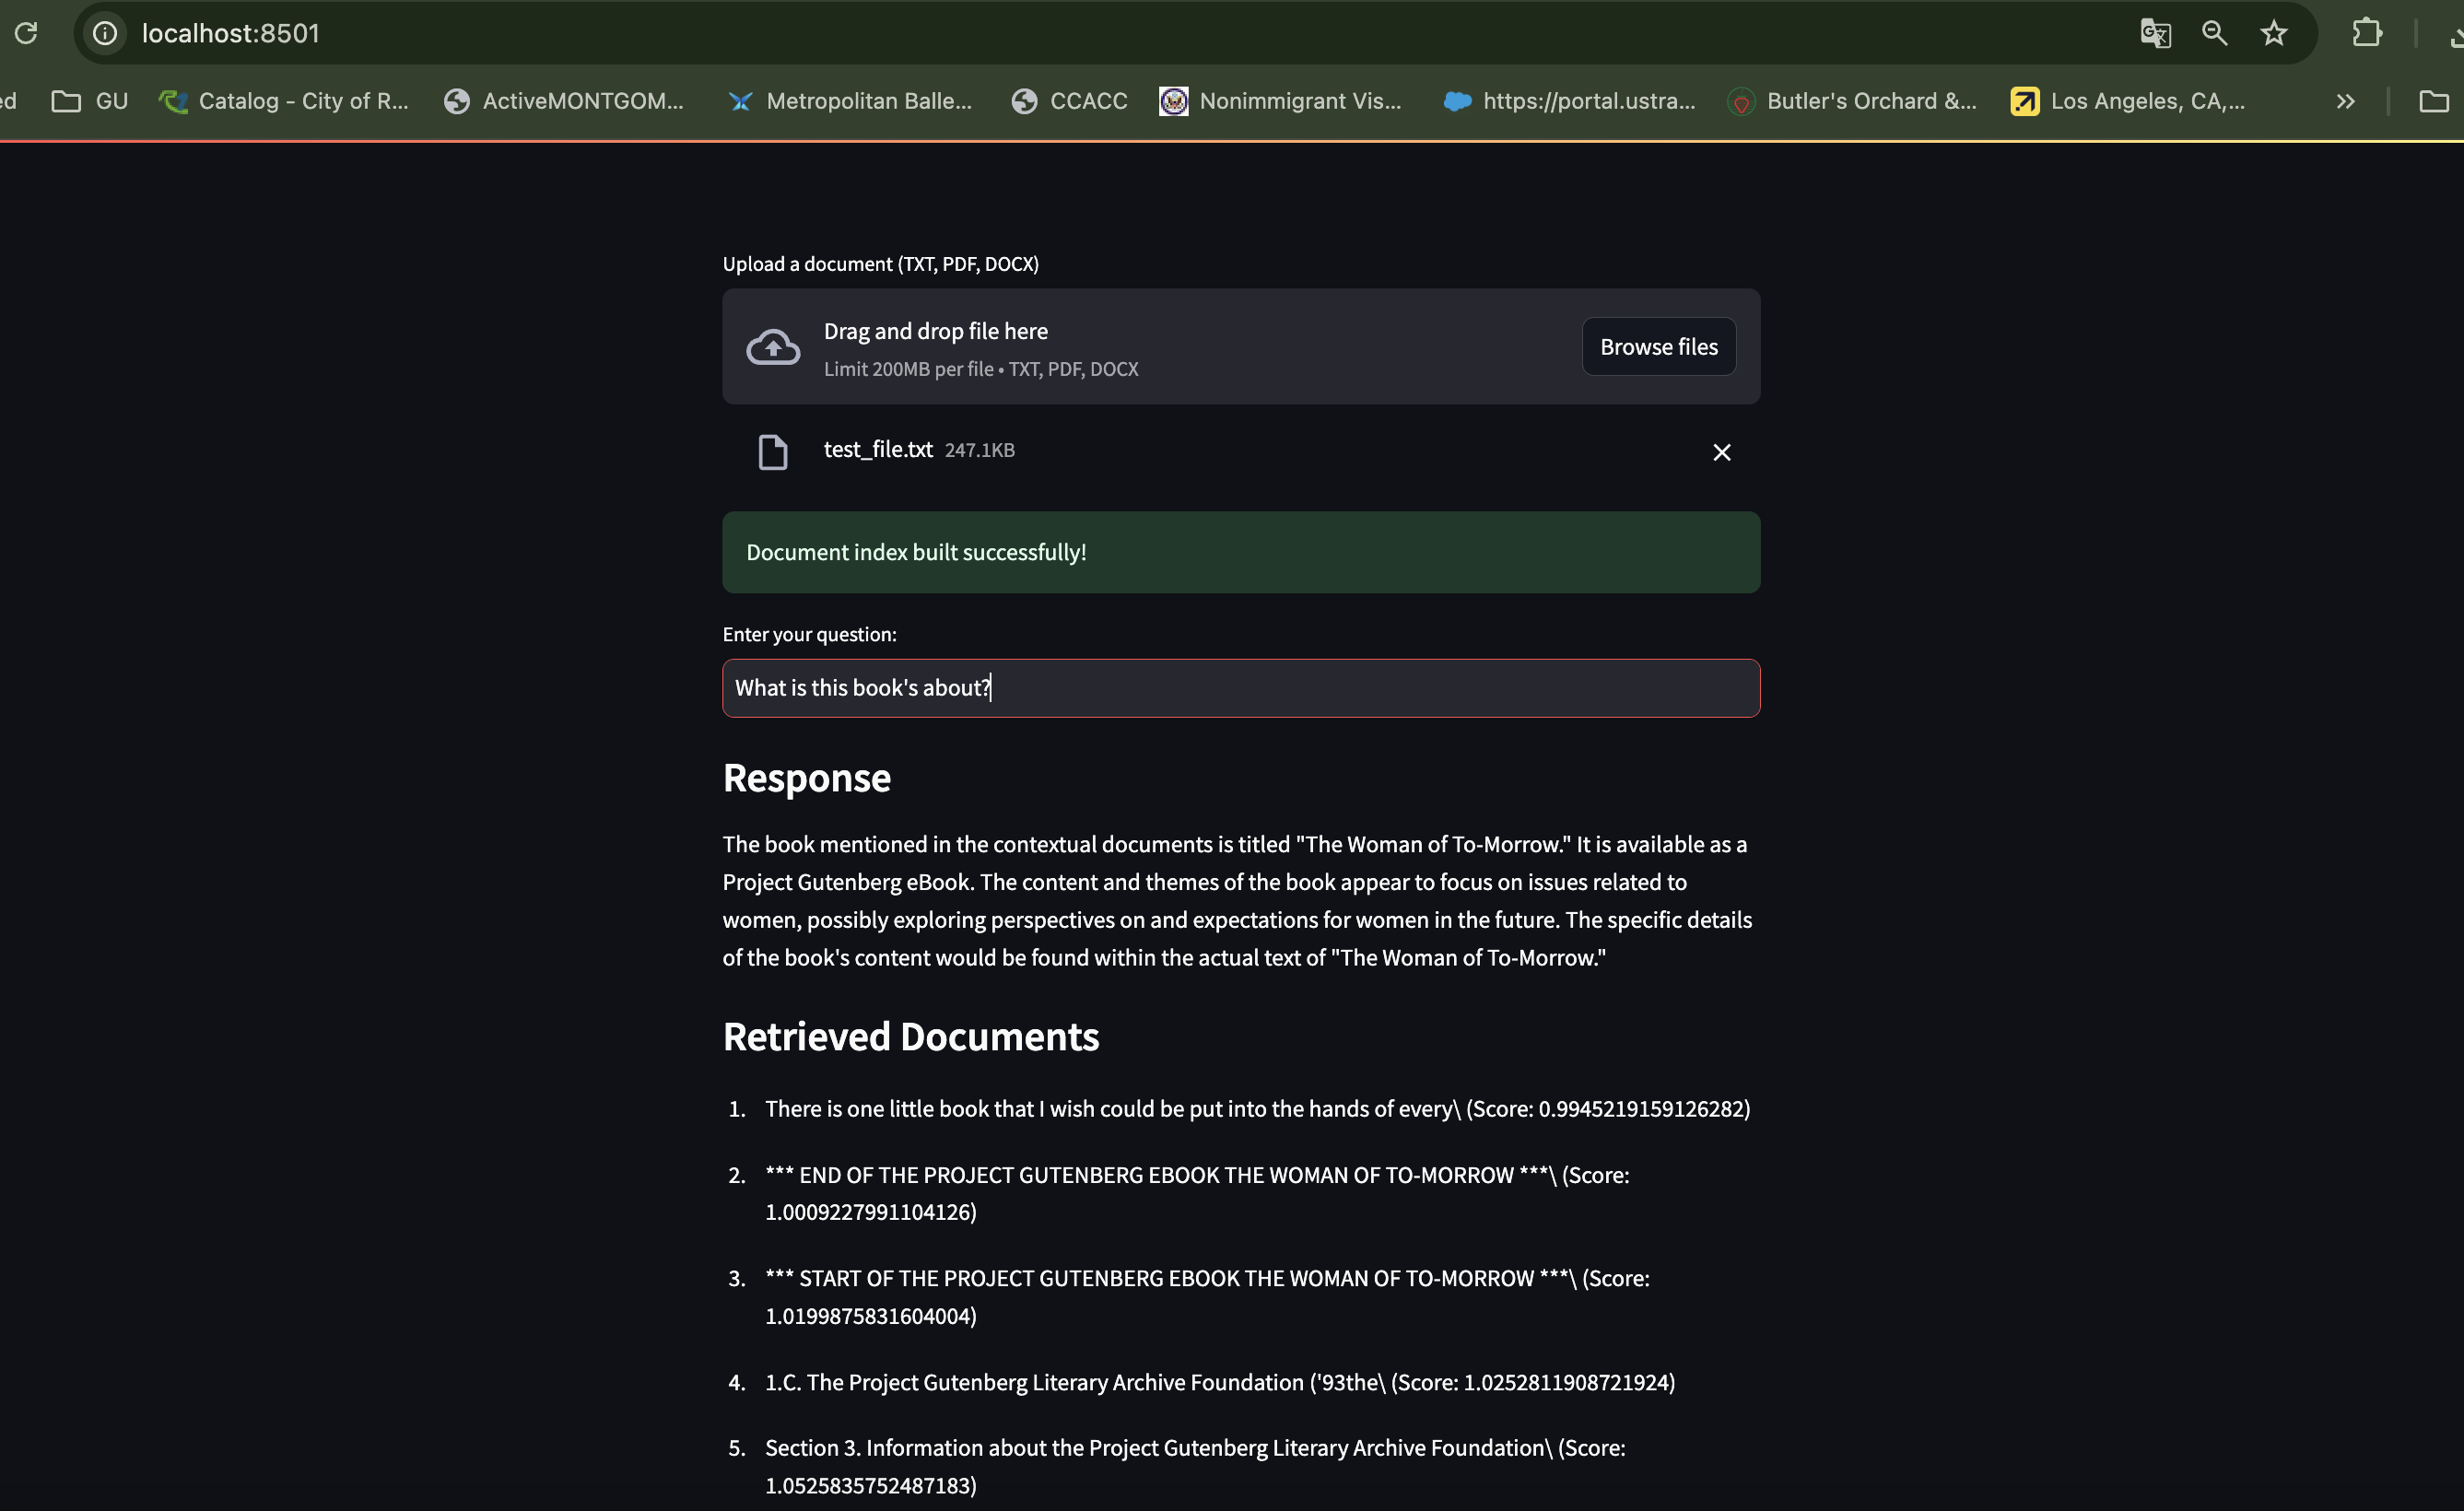 localhost:8501
ed GU Catalog - City of R... ActiveMONTGOM... Metropolitan Balle... CCACC Nonimmigrant Vis... https://portal.ustra... Butler's Orchard &... Los Angeles, CA,...
Upload a document (TXT, PDF, DOCX)
Drag and drop file here
Limit 200MB per file • TXT, PDF, DOCX
Browse files
test_file.txt 247.1KB
Document index built successfully!
Enter your question:
What is this book's about?
Response
The book mentioned in the contextual documents is titled "The Woman of To-Morrow." It is available as a
Project Gutenberg eBook. The content and themes of the book appear to focus on issues related to
women, possibly exploring perspectives on and expectations for women in the future. The specific details
of the book's content would be found within the actual text of "The Woman of To-Morrow."
Retrieved Documents
1. There is one little book that I wish could be put into the hands of every\ (Score: 0.9945219159126282)
2. *** END OF THE PROJECT GUTENBERG EBOOK THE WOMAN OF TO-MORROW ***\ (Score:
1.0009227991104126)
3. *** START OF THE PROJECT GUTENBERG EBOOK THE WOMAN OF TO-MORROW ***\ (Score:
1.0199875831604004)
4. 1.C. The Project Gutenberg Literary Archive Foundation ('93the\ (Score: 1.0252811908721924)
5. Section 3. Information about the Project Gutenberg Literary Archive Foundation\ (Score:
1.0525835752487183)